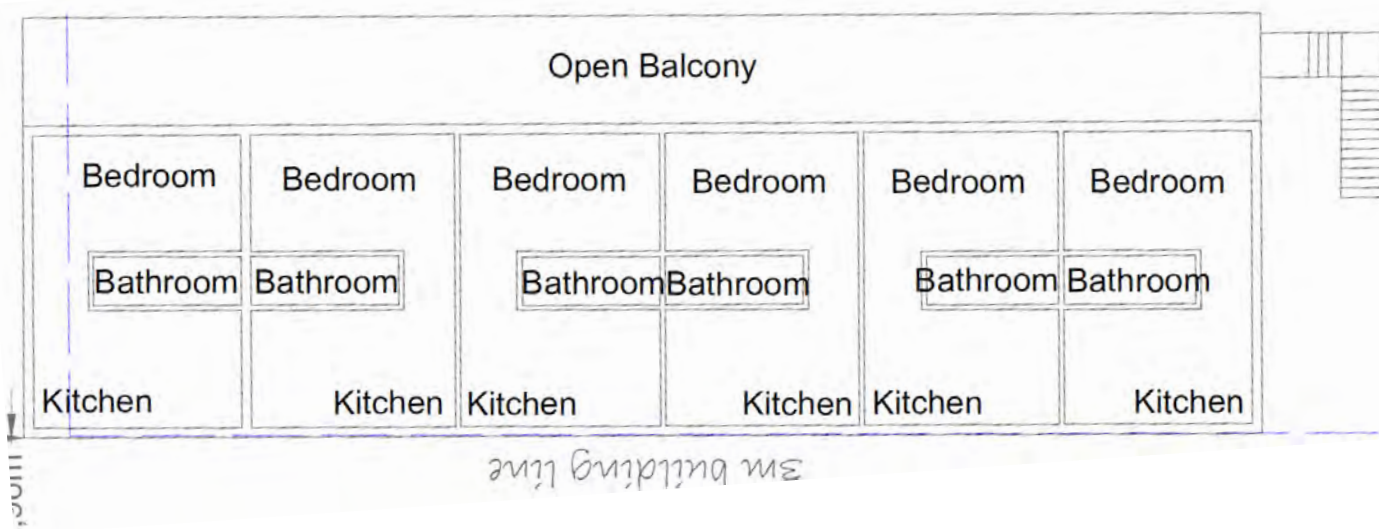 Open Balcony
Bedroom Bedroom Bedroom Bedroom Bedroom Bedroom
Bathroom Bathroom Bathroom Bathroom Bathroom Bathroom
Kitchen Kitchen Kitchen Kitchen Kitchen Kitchen
3m building line